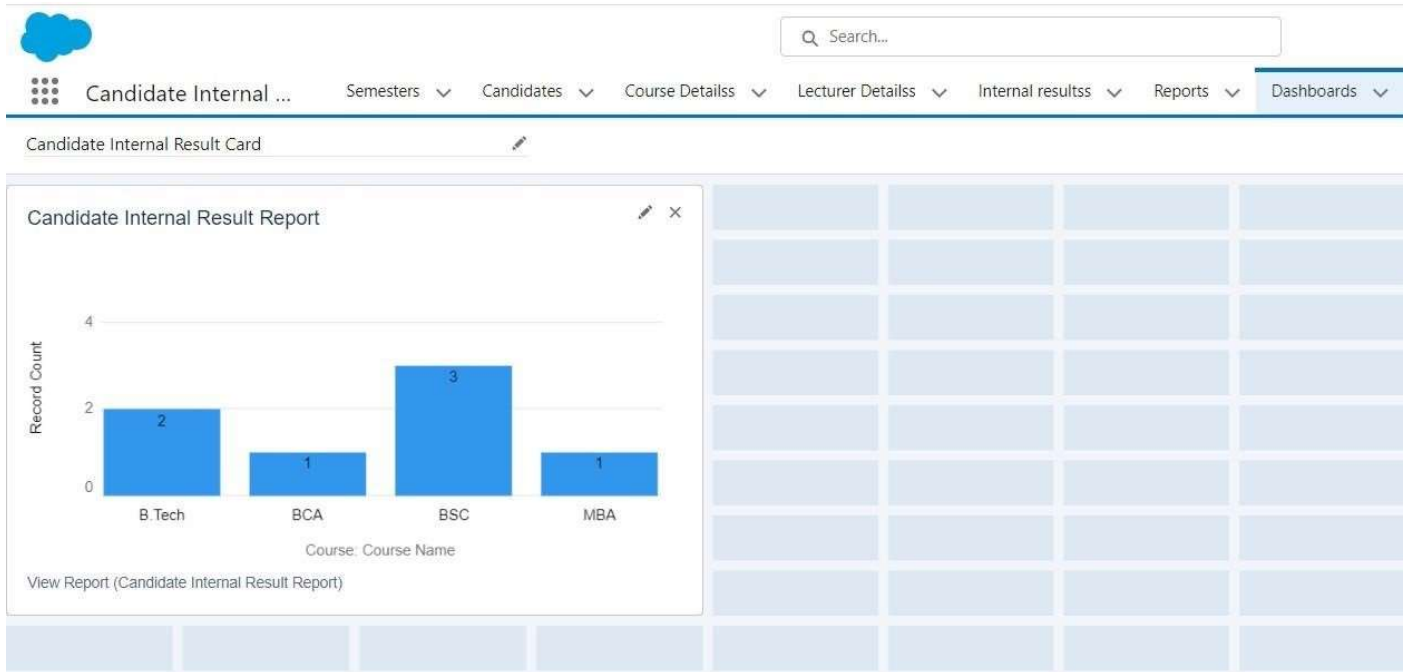 Search...
Candidate Internal ... Semesters Candidates Course Detailss Lecturer Detailss Internal resultss Reports Dashboards
Candidate Internal Result Card
Candidate Internal Result Report
4
Record Count
3
2
2
1
1
0
B.Tech BCA BSC MBA
Course: Course Name
View Report (Candidate Internal Result Report)